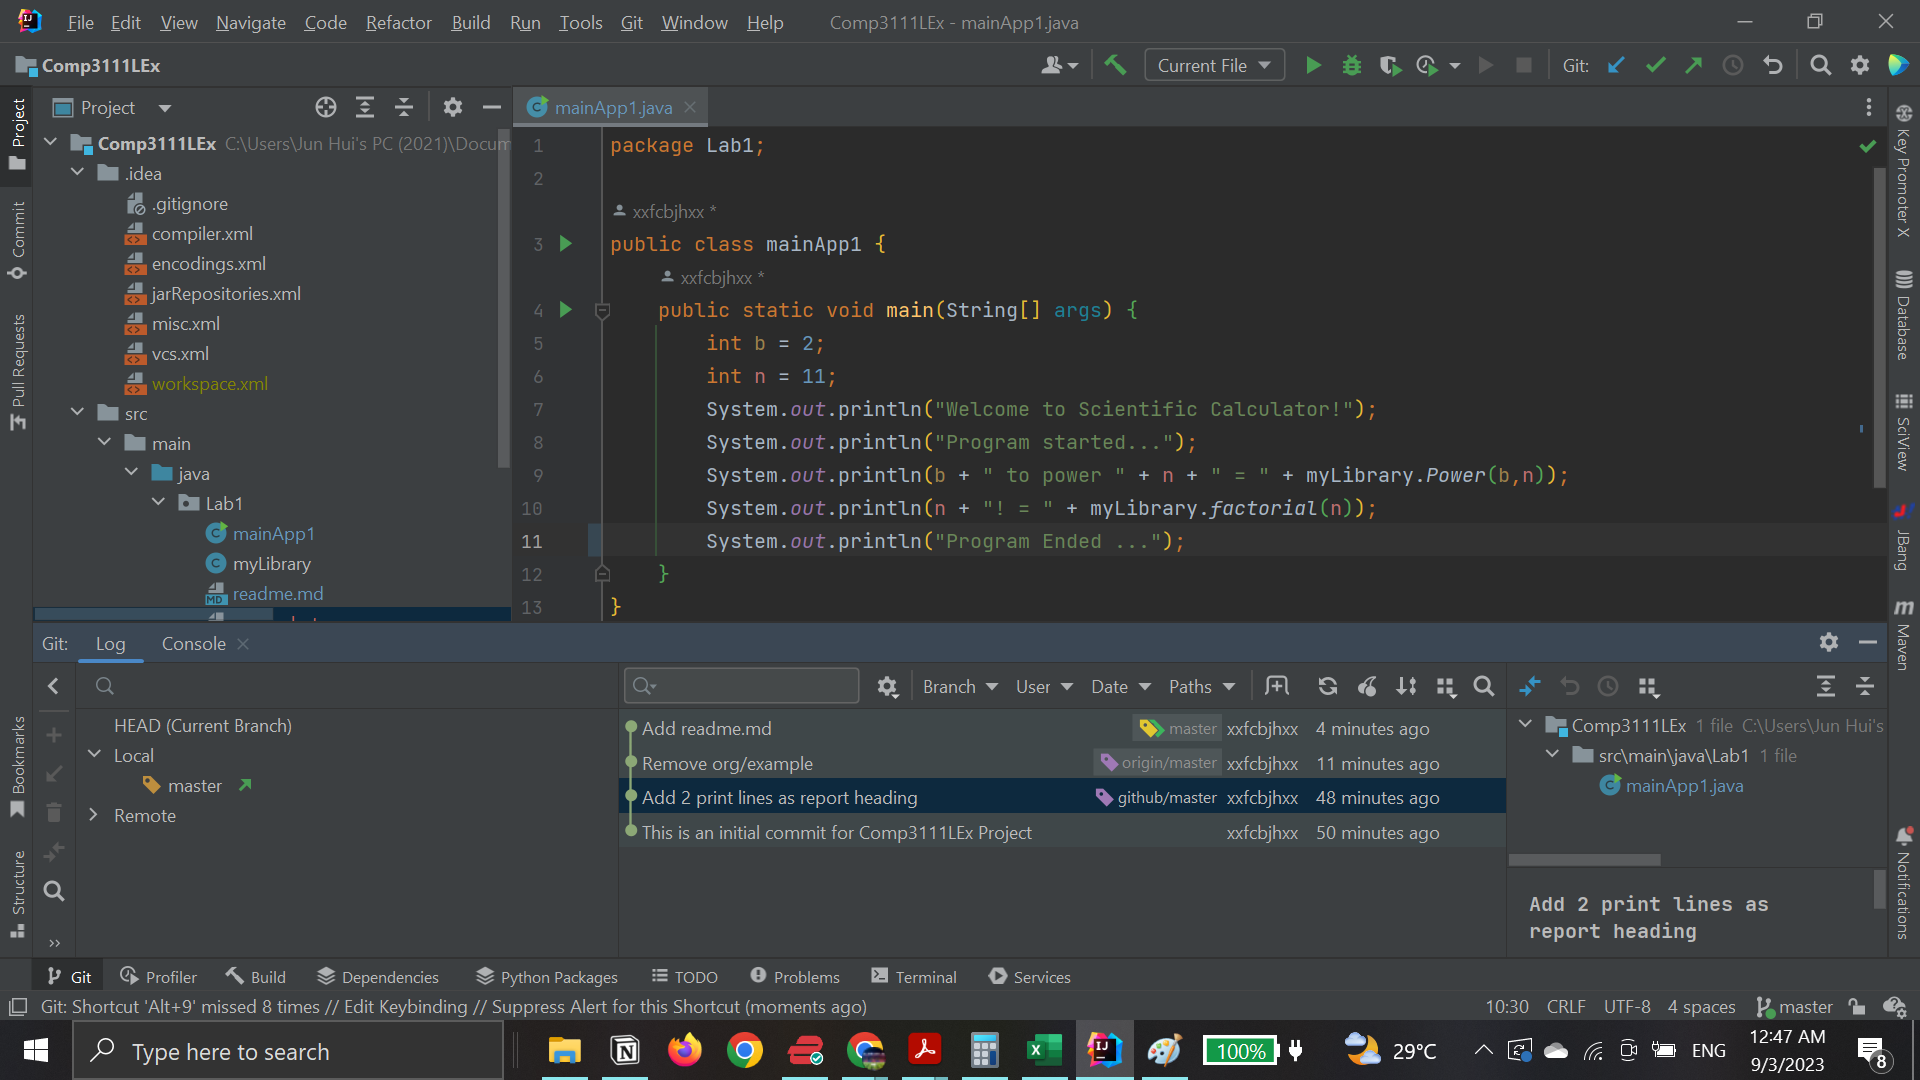 File Edit View Navigate Code Refactor Build Run Tools Git Window Help Comp3111LEx - mainApp1.java
Comp3111LEx Current File Git:
Project mainApp1.java
Comp3111LEx C:\Users\Jun Hui's PC (2021)\Docum
.idea
.gitignore
compiler.xml
encodings.xml
jarRepositories.xml
misc.xml
vcs.xml
workspace.xml
src
main
java
Lab1
mainApp1
myLibrary
readme.md
1 package Lab1;
2
xxfcbjhxx *
3 public class mainApp1 {
xxfcbjhxx *
4 public static void main(String[] args) {
5 int b = 2;
6 int n = 11;
7 System.out.println("Welcome to Scientific Calculator!");
8 System.out.println("Program started...");
9 System.out.println(b + " to power " + n + " = " + myLibrary.Power(b,n));
10 System.out.println(n + "! = " + myLibrary.factorial(n));
11 System.out.println("Program Ended ...");
12 }
13 }
Project
Commit
Pull Requests
Bookmarks
Structure
Key Promoter X
Database
SciView
JBang
Maven
Notifications
Git: Log Console
Branch User Date Paths
HEAD (Current Branch)
Local
master
Remote
Add readme.md master xxfcbjhxx 4 minutes ago
Remove org/example origin/master xxfcbjhxx 11 minutes ago
Add 2 print lines as report heading github/master xxfcbjhxx 48 minutes ago
This is an initial commit for Comp3111LEx Project xxfcbjhxx 50 minutes ago
Comp3111LEx 1 file C:\Users\Jun Hui's
src\main\java\Lab1 1 file
mainApp1.java
Add 2 print lines as
report heading
Git Profiler Build Dependencies Python Packages TODO Problems Terminal Services
Git: Shortcut 'Alt+9' missed 8 times // Edit Keybinding // Suppress Alert for this Shortcut (moments ago) 10:30 CRLF UTF-8 4 spaces master
Type here to search 100% 29°C ENG 12:47 AM
9/3/2023 8